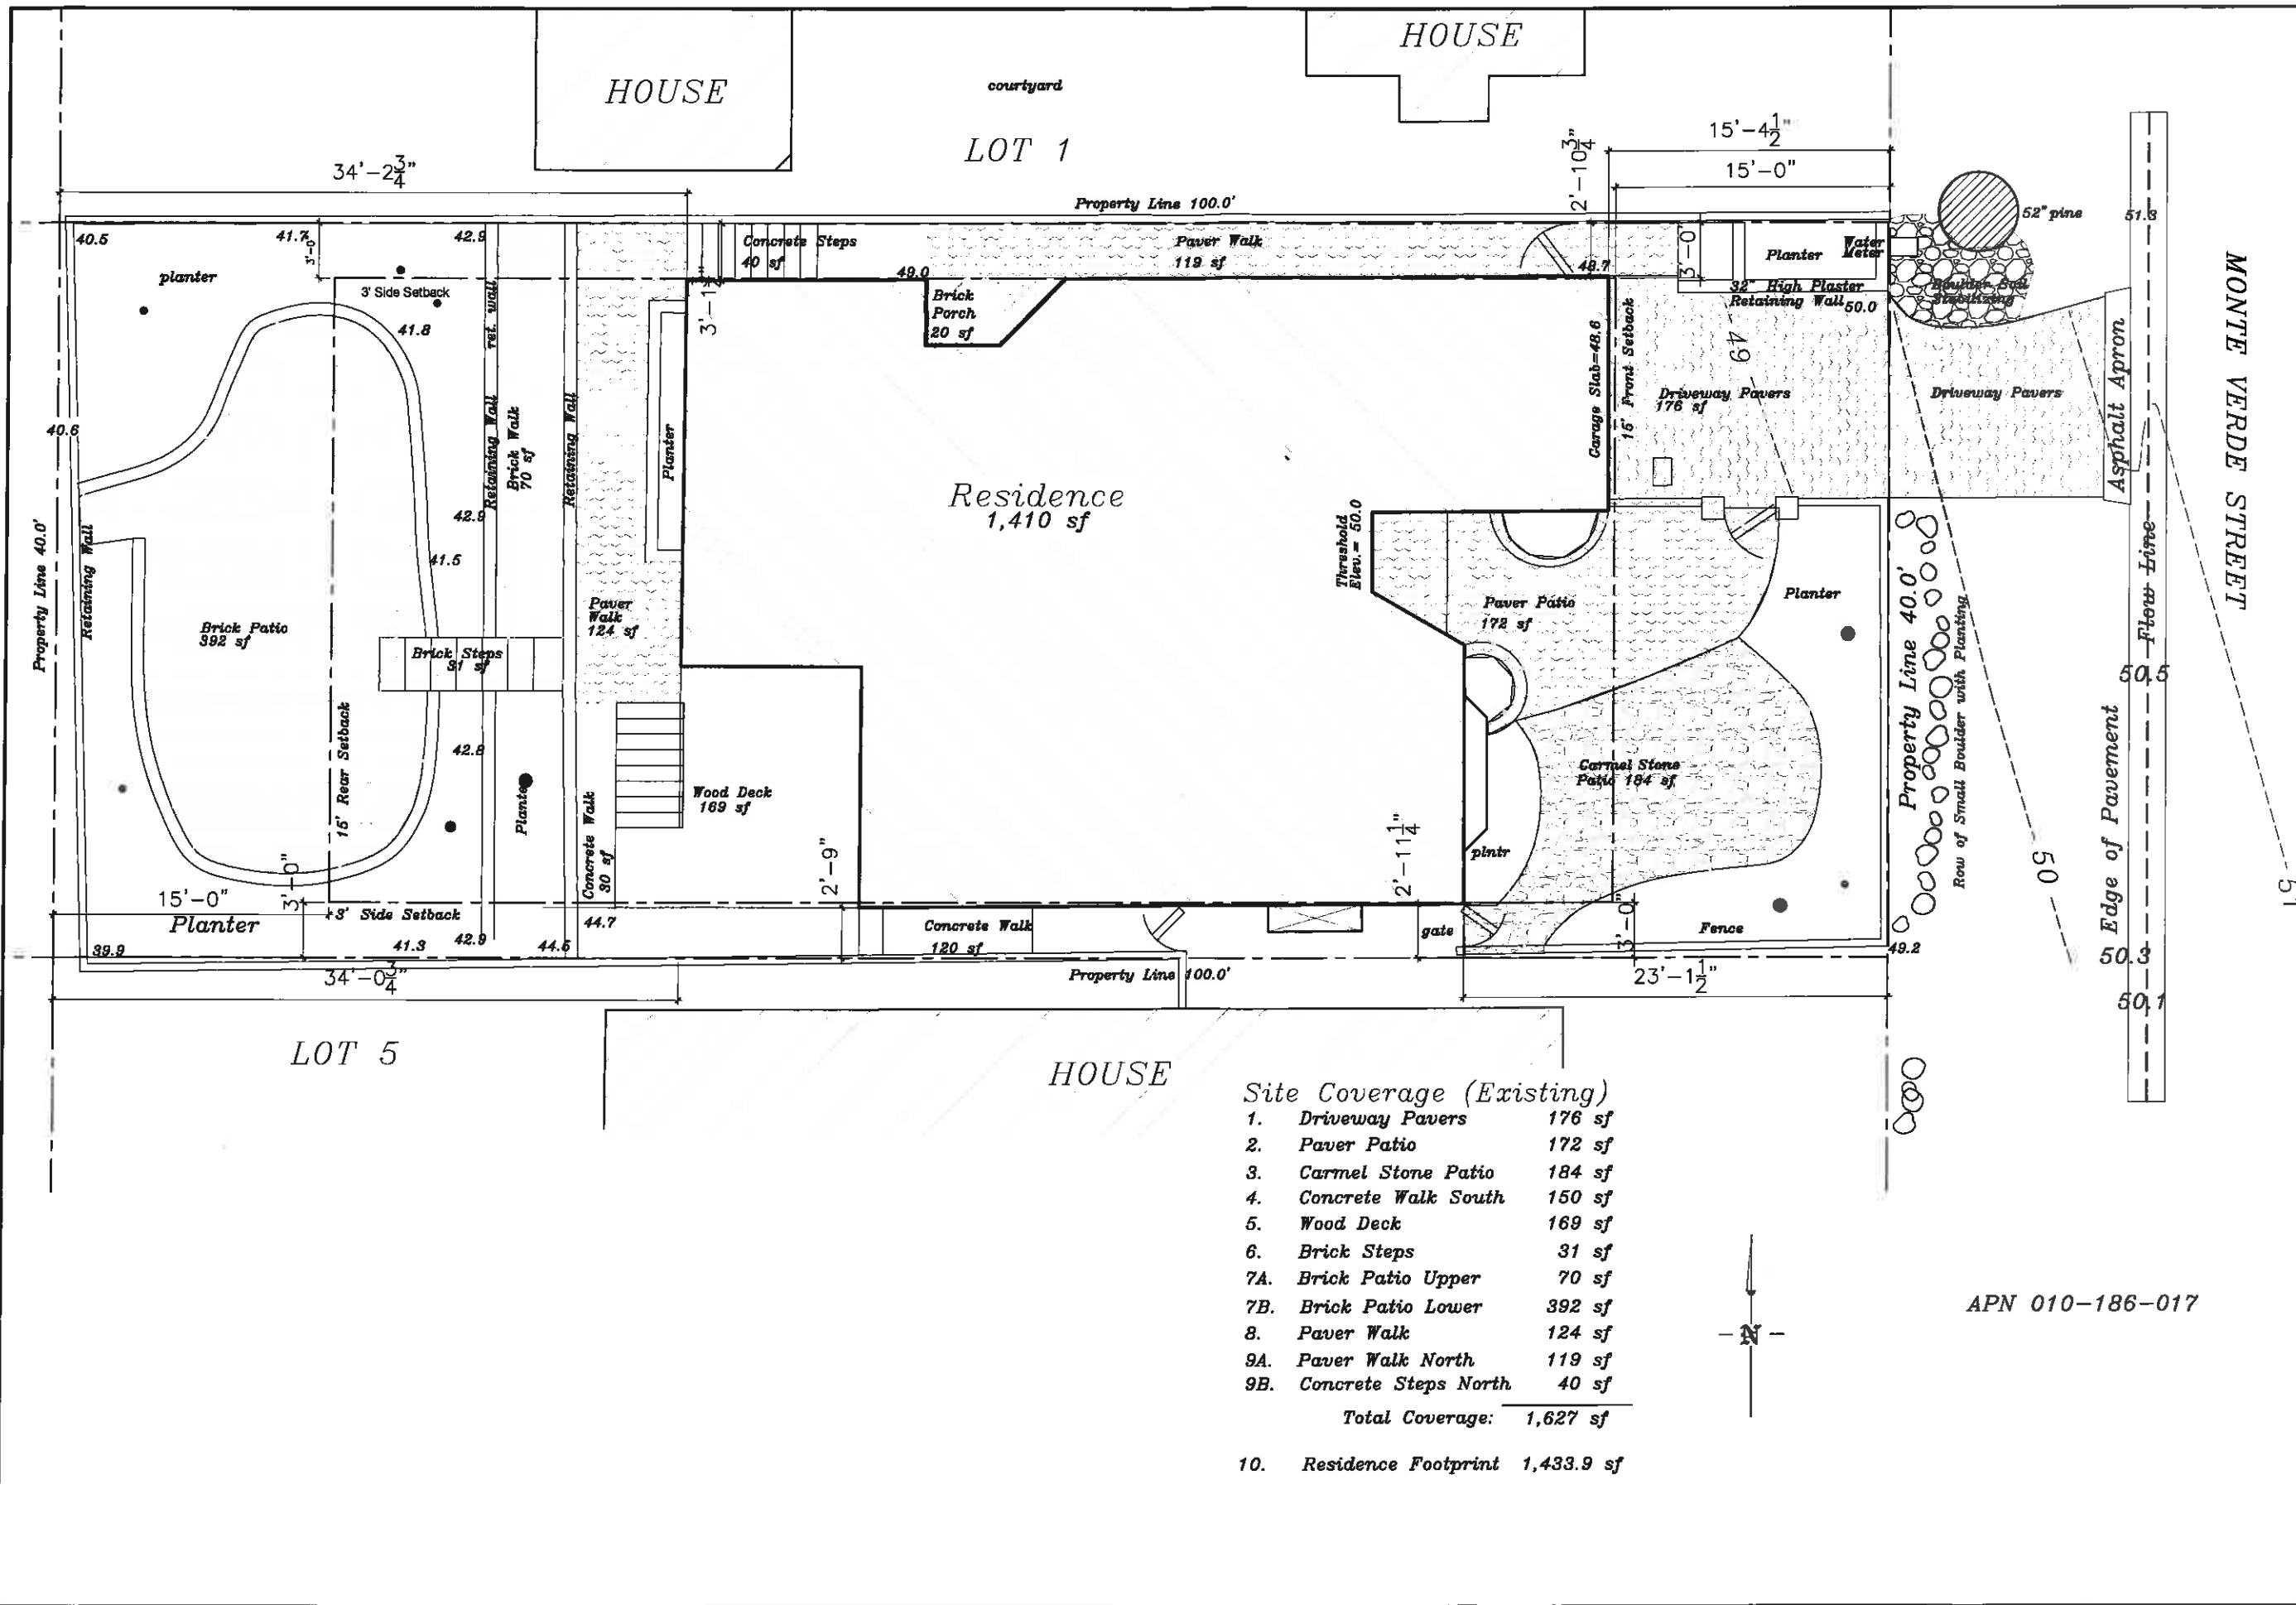 HOUSE
HOUSE
courtyard
LOT 1
15'-4½"
15'-0"
2'-10¾"
34'-2¾"
Property Line 100.0'
52" pine
51.3
40.5
41.7
42.9
3'-0"
Concrete Steps
40 sf
Paver Walk
119 sf
49.0
48.7
3'-0"
Planter
Water
Meter
planter
3' Side Setback
41.8
ret. wall
3'-1½"
Brick
Porch
20 sf
32" High Plaster
Retaining Wall
50.0
Boulder Soil
Stabilizing
MONTE VERDE STREET
40.6
Retaining Wall
Brick Walk
70 sf
Retaining Wall
Planter
Garage Slab=48.6
15' Front Setback
49
Driveway Pavers
176 sf
Driveway Pavers
Asphalt Apron
Residence
1,410 sf
42.9
41.5
Threshold
Elev.= 50.0
Property Line 40.0'
Retaining Wall
Brick Patio
392 sf
Paver
Walk
124 sf
Brick Steps
31 sf
Paver Patio
172 sf
Planter
Property Line 40.0'
Row of Small Boulder with Planting
Flow Line
50.5
15' Rear Setback
42.8
Planter
Concrete Walk
30 sf
Wood Deck
169 sf
Carmel Stone
Patio 184 sf
Edge of Pavement
50
51
2'-9"
2'-11¼"
plntr
15'-0"
3'-0"
3' Side Setback
Planter
39.9
41.3
42.9
44.5
44.7
Concrete Walk
120 sf
gate
3'-0"
Fence
49.2
50.3
50.1
34'-0¾"
Property Line 100.0'
23'-1½"
LOT 5
HOUSE
Site Coverage (Existing)
1. Driveway Pavers 176 sf
2. Paver Patio 172 sf
3. Carmel Stone Patio 184 sf
4. Concrete Walk South 150 sf
5. Wood Deck 169 sf
6. Brick Steps 31 sf
7A. Brick Patio Upper 70 sf
7B. Brick Patio Lower 392 sf
8. Paver Walk 124 sf
9A. Paver Walk North 119 sf
9B. Concrete Steps North 40 sf
Total Coverage: 1,627 sf
10. Residence Footprint 1,433.9 sf
- N -
APN 010-186-017